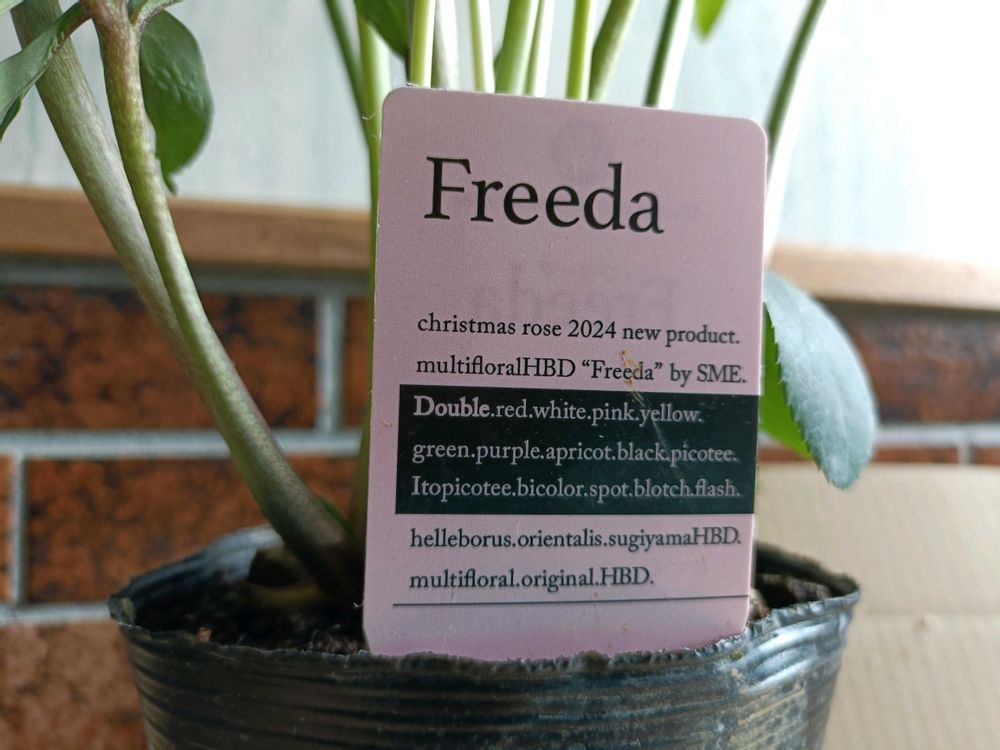 Freeda
christmas rose 2024 new product.
multifloralHBD “Freeda” by SME.
Double.red.white.pink.yellow.
green.purple.apricot.black.picotee.
Itopicotee.bicolor.spot.blotch.flash.
helleborus.orientalis.sugiyamaHBD.
multifloral.original.HBD.